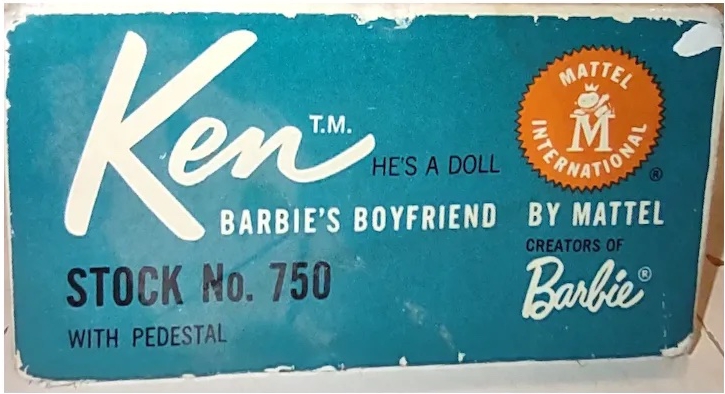 Ken T.M.
HE'S A DOLL
BARBIE'S BOYFRIEND
STOCK No. 750
WITH PEDESTAL
MATTEL
M
INTERNATIONAL
®
BY MATTEL
CREATORS OF
Barbie®